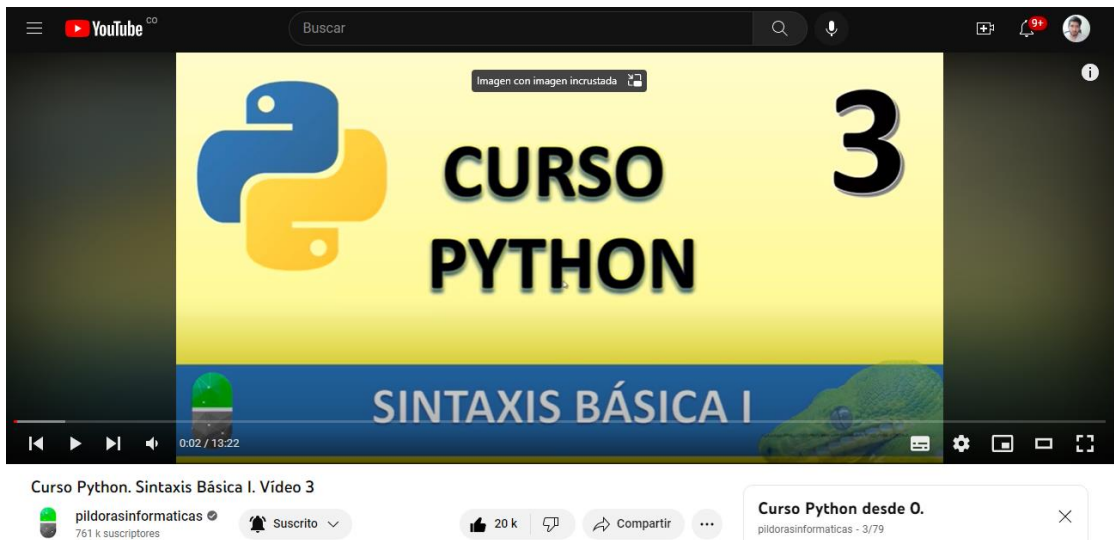 YouTube CO
Buscar
9+
Imagen con imagen incrustada
3
CURSO
PYTHON
SINTAXIS BÁSICA I
0:02 / 13:22
Curso Python. Sintaxis Básica I. Vídeo 3
pildorasinformaticas
761 k suscriptores
Suscrito
20 k
Compartir
Curso Python desde 0.
pildorasinformaticas - 3/79